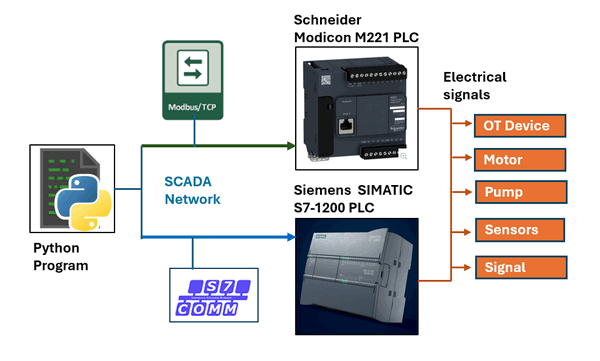 Schneider
Modicon M221 PLC
Modbus/TCP
Electrical
signals
OT Device
Motor
Pump
Sensors
Signal
SCADA
Network
Siemens SIMATIC
S7-1200 PLC
Python
Program
S7
COMM
SIEMENS